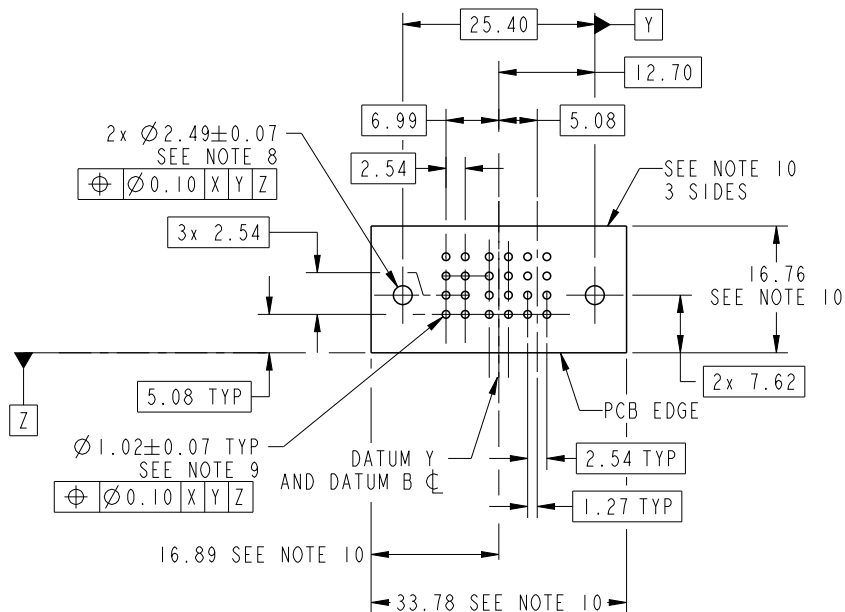 25.40
Y
12.70
6.99
5.08
2x Ø2.49±0.07
SEE NOTE 8
⌖ Ø0.10 X Y Z
2.54
SEE NOTE 10
3 SIDES
3x 2.54
16.76
SEE NOTE 10
Z
5.08 TYP
2x 7.62
PCB EDGE
Ø1.02±0.07 TYP
SEE NOTE 9
⌖ Ø0.10 X Y Z
DATUM Y
AND DATUM B ℄
2.54 TYP
1.27 TYP
16.89 SEE NOTE 10
33.78 SEE NOTE 10